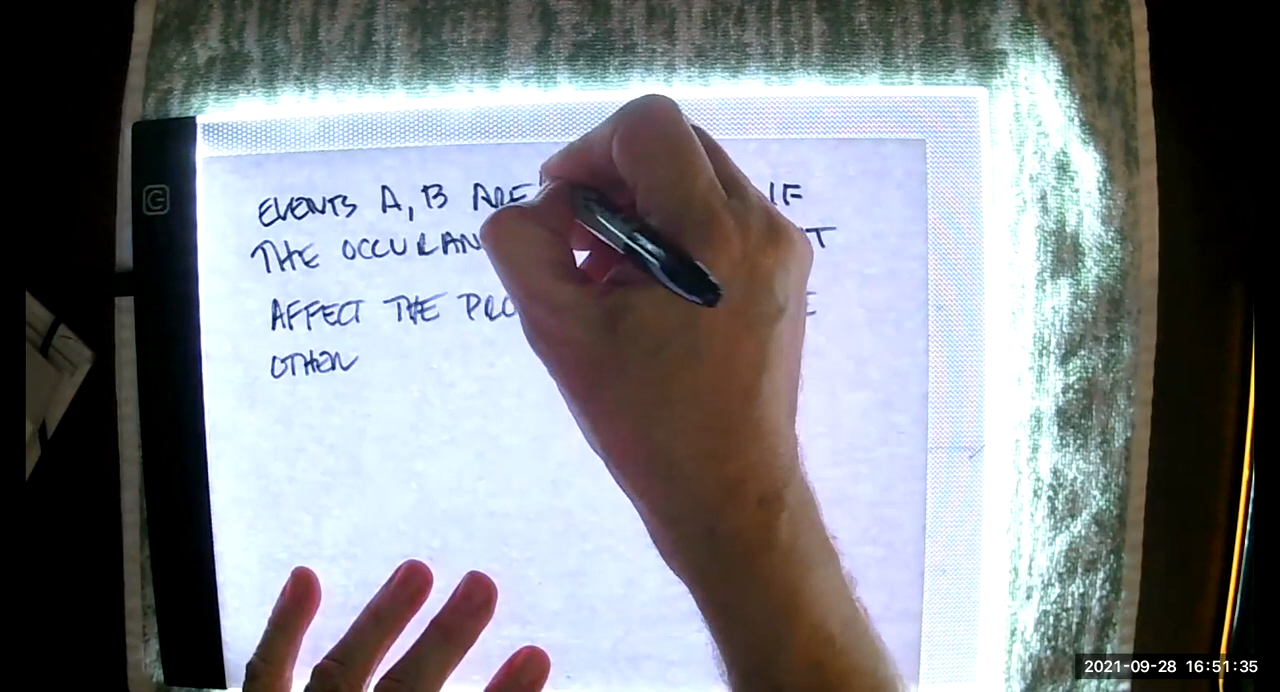 EVENTS A, B ARE IF
THE OCCURAN T
AFFECT THE PRO E
OTHER
2021-09-28 16:51:35